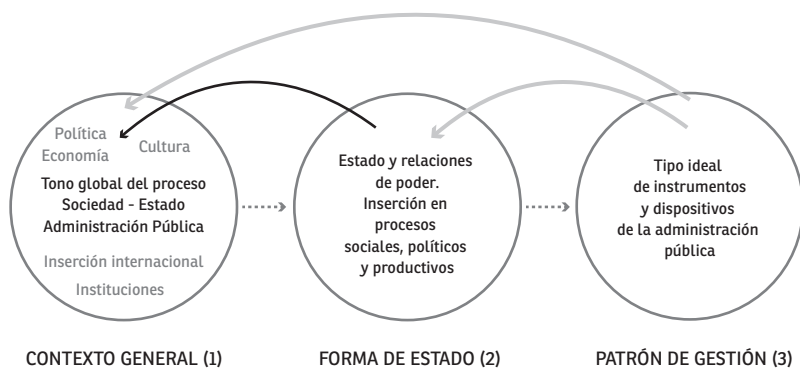 Política
Economía
Cultura
Tono global del proceso
Sociedad - Estado
Administración Pública
Inserción internacional
Instituciones
Estado y relaciones
de poder.
Inserción en
procesos
sociales, políticos
y productivos
Tipo ideal
de instrumentos
y dispositivos
de la administración
pública
CONTEXTO GENERAL (1)
FORMA DE ESTADO (2)
PATRÓN DE GESTIÓN (3)